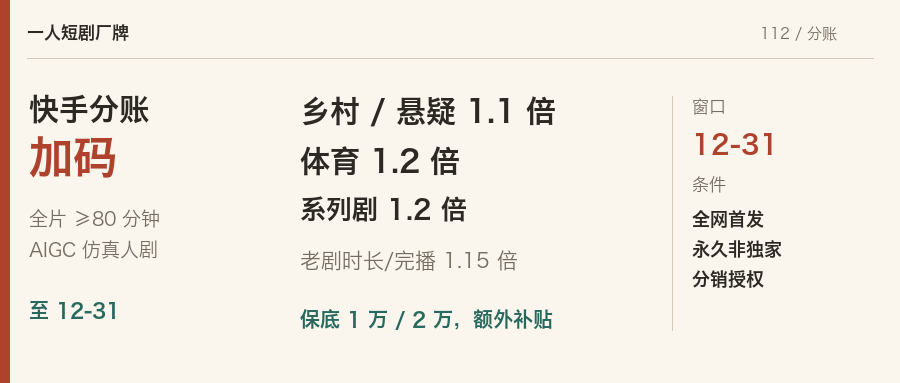 一人短剧厂牌
112 / 分账
快手分账
加码
全片 ≥80 分钟
AIGC 仿真人剧
至 12-31
乡村 / 悬疑 1.1 倍
体育 1.2 倍
系列剧 1.2 倍
老剧时长/完播 1.15 倍
保底 1 万 / 2 万，额外补贴
窗口
12-31
条件
全网首发
永久非独家
分销授权